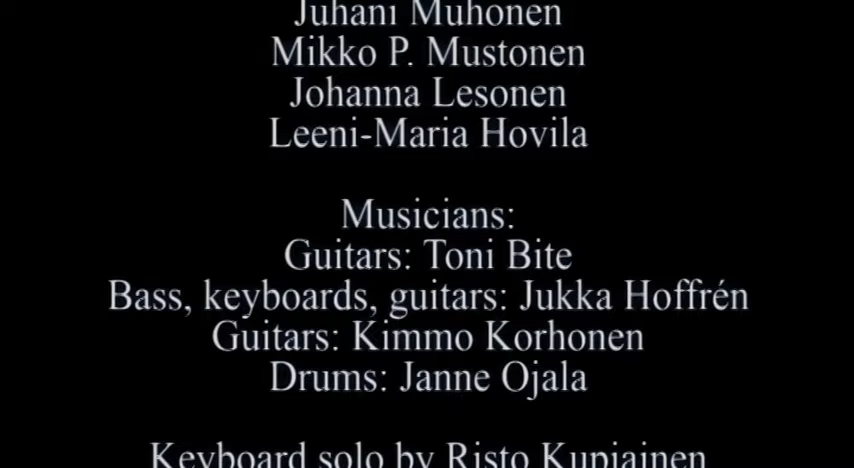 Juhani Muhonen
Mikko P. Mustonen
Johanna Lesonen
Leeni-Maria Hovila
Musicians:
Guitars: Toni Bite
Bass, keyboards, guitars: Jukka Hoffrén
Guitars: Kimmo Korhonen
Drums: Janne Ojala
Keyboard solo by Risto Kupiainen